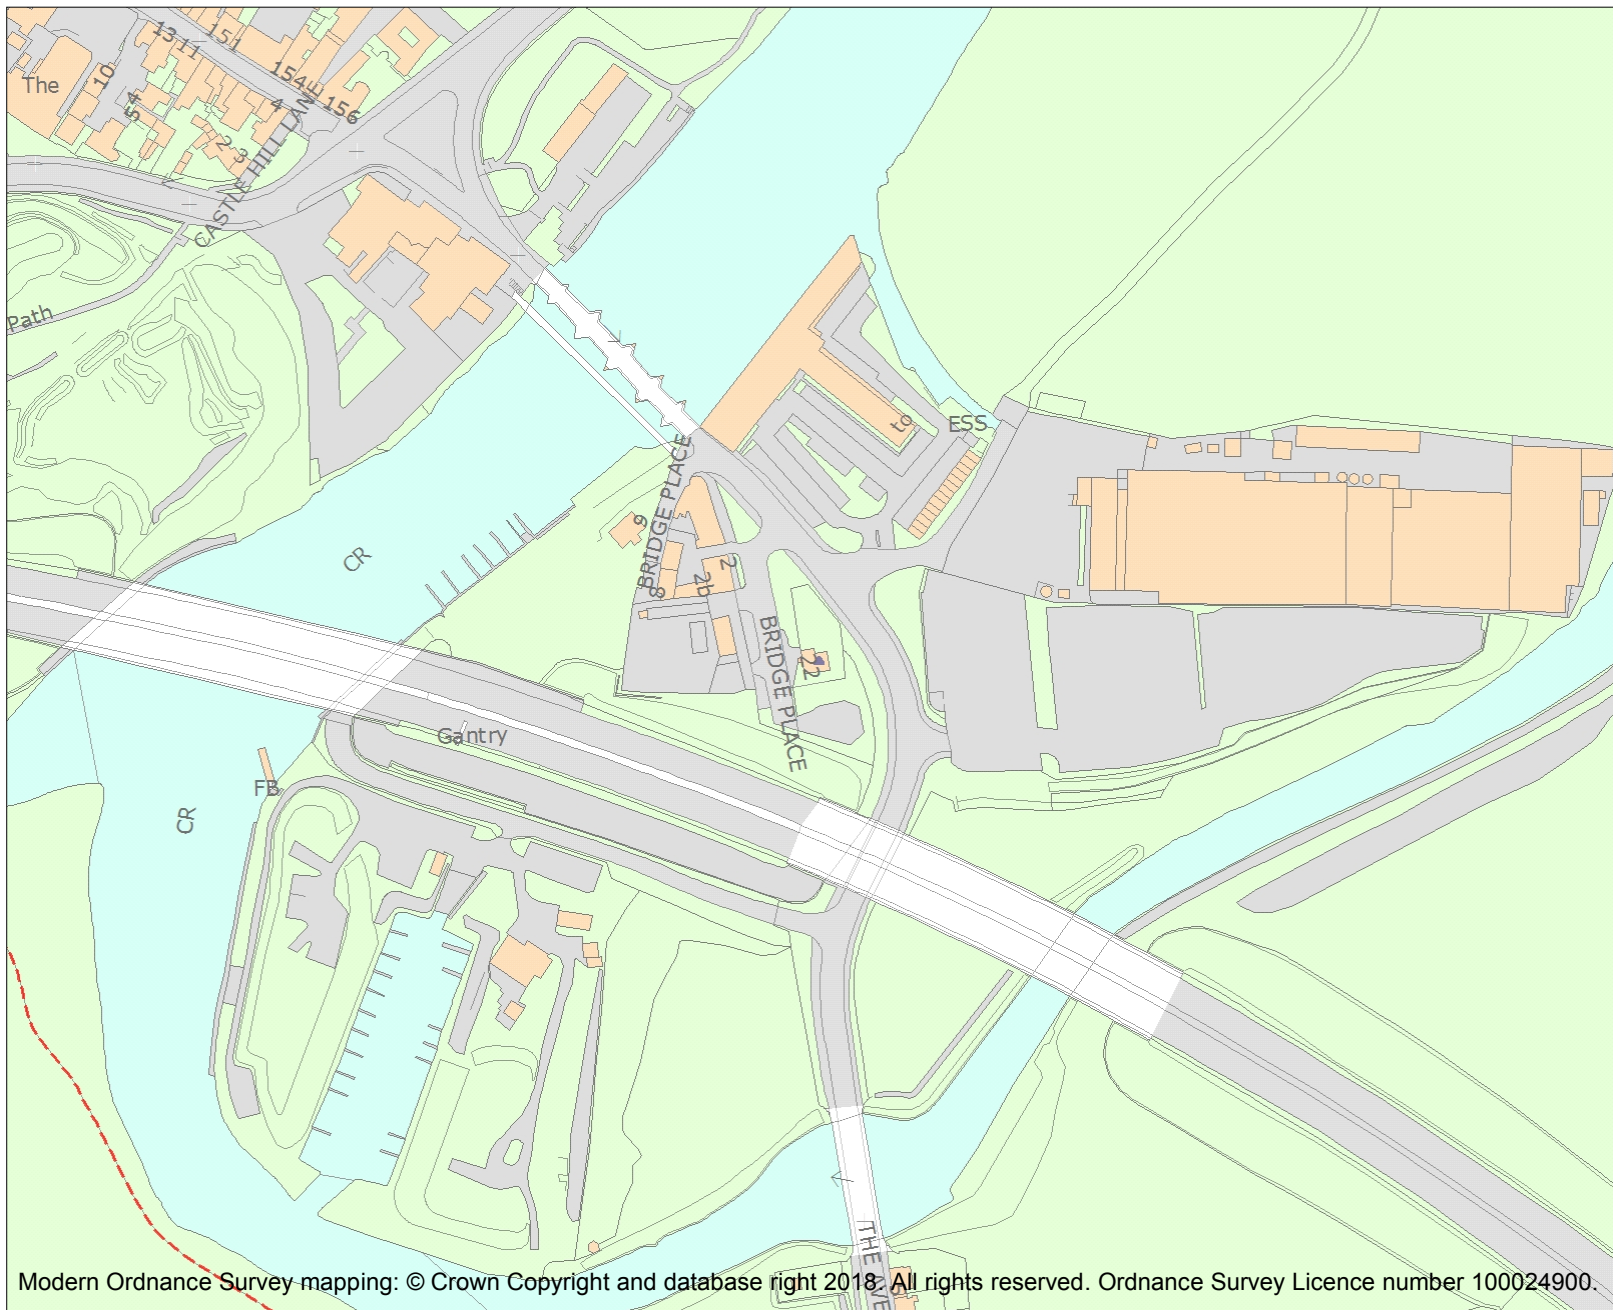 13
11
151
The
10
54
154
4
156
2
3
CASTLE HILL LANE
Path
to
ESS
BRIDGE PLACE
9
8
2b
2
CR
BRIDGE PLACE
22
Gantry
FB
CR
THE AVE
Modern Ordnance Survey mapping: © Crown Copyright and database right 2018. All rights reserved. Ordnance Survey Licence number 100024900.